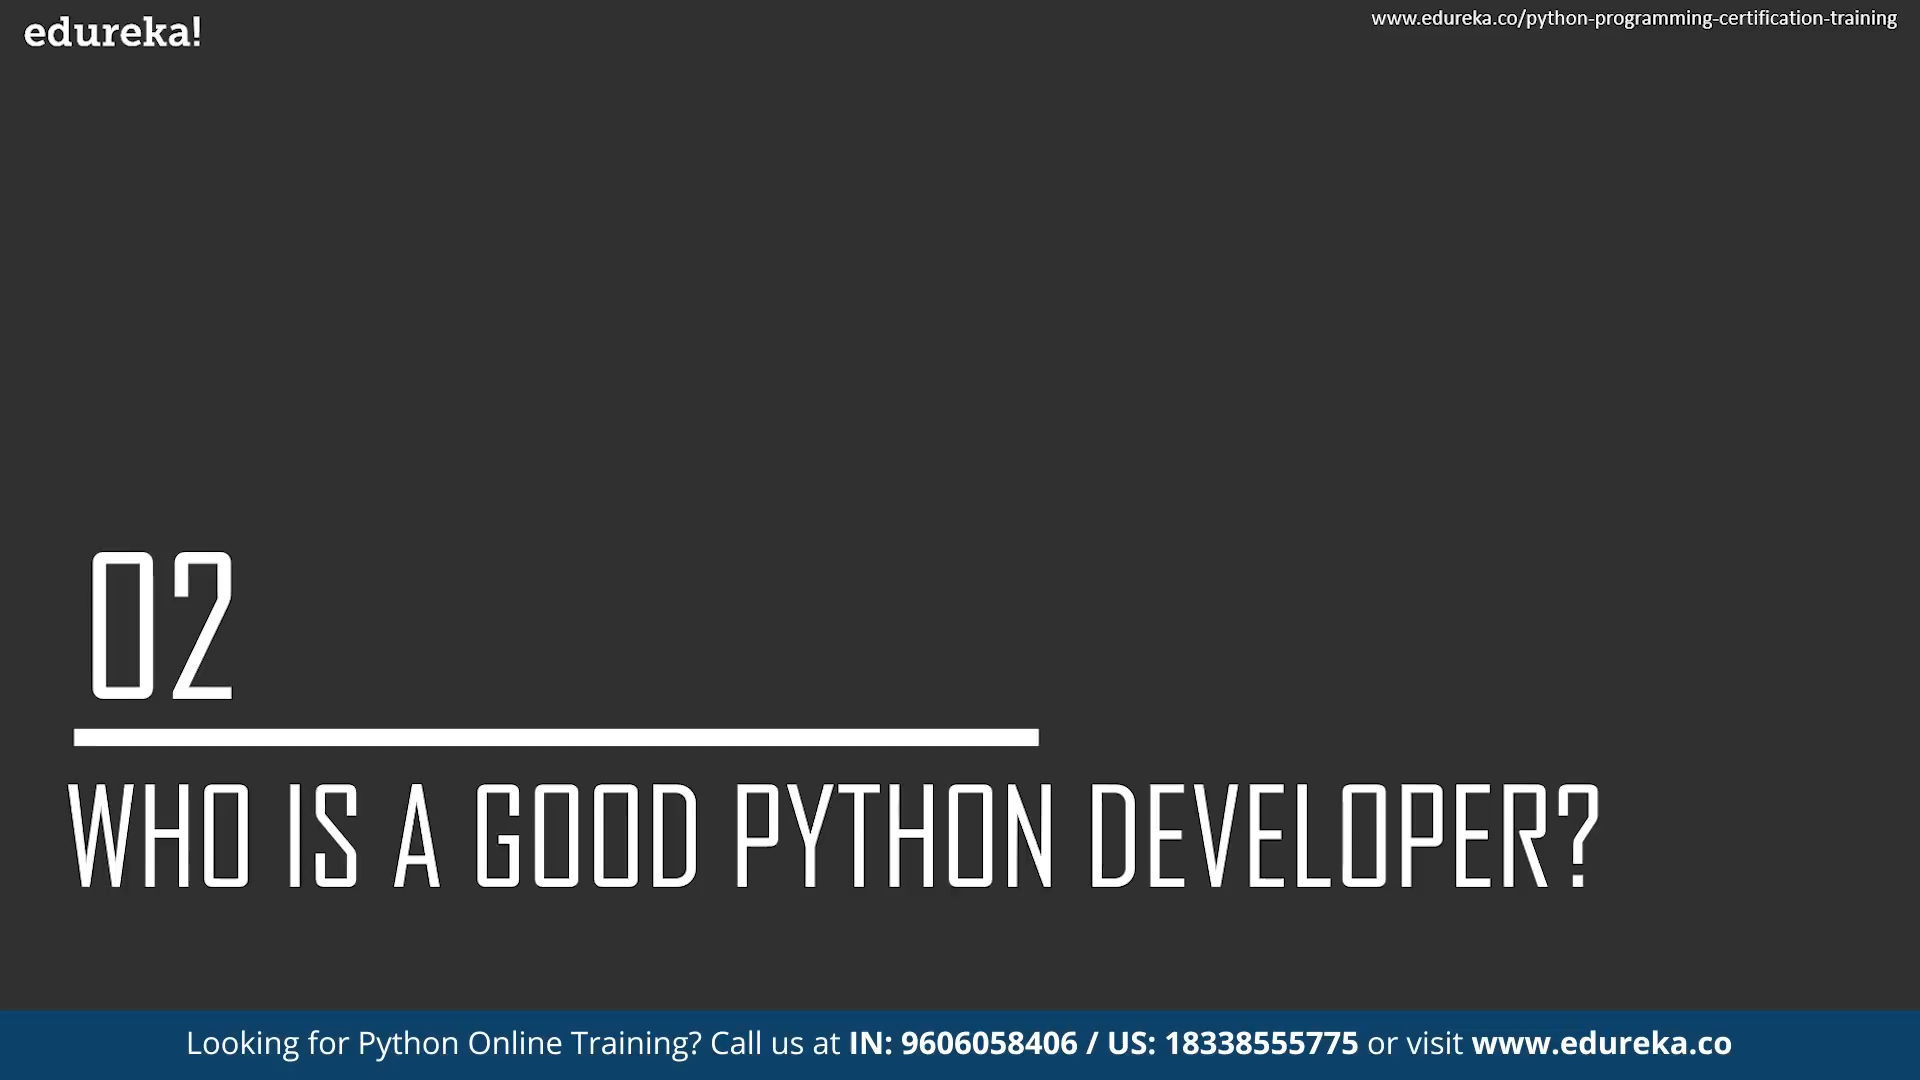 edureka!
www.edureka.co/python-programming-certification-training
02
WHO IS A GOOD PYTHON DEVELOPER?
Looking for Python Online Training? Call us at IN: 9606058406 / US: 18338555775 or visit www.edureka.co